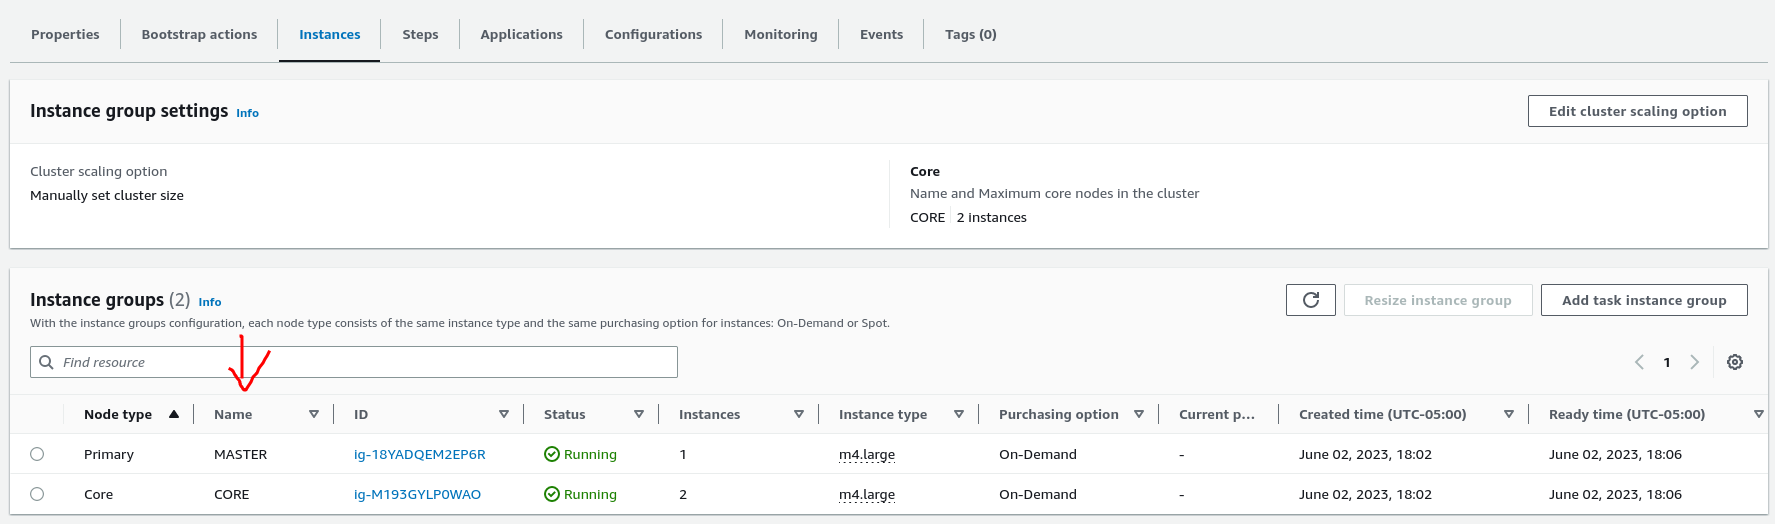 Properties Bootstrap actions Instances Steps Applications Configurations Monitoring Events Tags (0)
Instance group settings Info Edit cluster scaling option
Cluster scaling option
Manually set cluster size
Core
Name and Maximum core nodes in the cluster
CORE 2 instances
Instance groups (2) Info Resize instance group Add task instance group
With the instance groups configuration, each node type consists of the same instance type and the same purchasing option for instances: On-Demand or Spot.
Find resource 1
Node type Name ID Status Instances Instance type Purchasing option Current p... Created time (UTC-05:00) Ready time (UTC-05:00)
Primary MASTER ig-18YADQEM2EP6R Running 1 m4.large On-Demand - June 02, 2023, 18:02 June 02, 2023, 18:06
Core CORE ig-M193GYLP0WAO Running 2 m4.large On-Demand - June 02, 2023, 18:02 June 02, 2023, 18:06